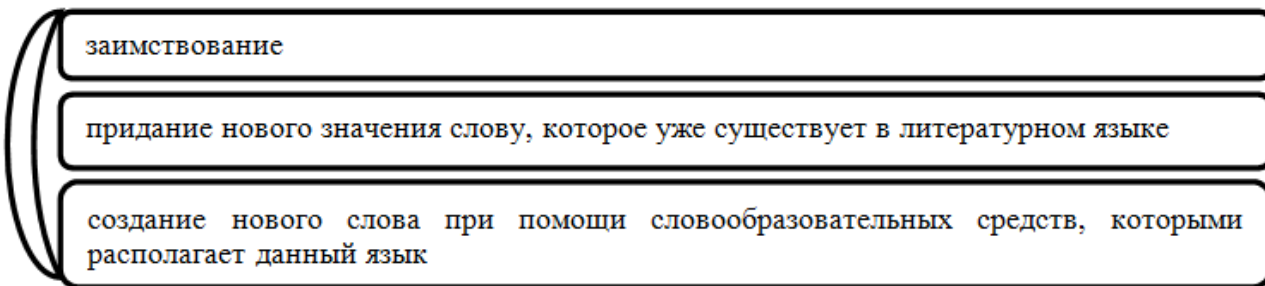 заимствование
придание нового значения слову, которое уже существует в литературном языке
создание нового слова при помощи словообразовательных средств, которыми
располагает данный язык